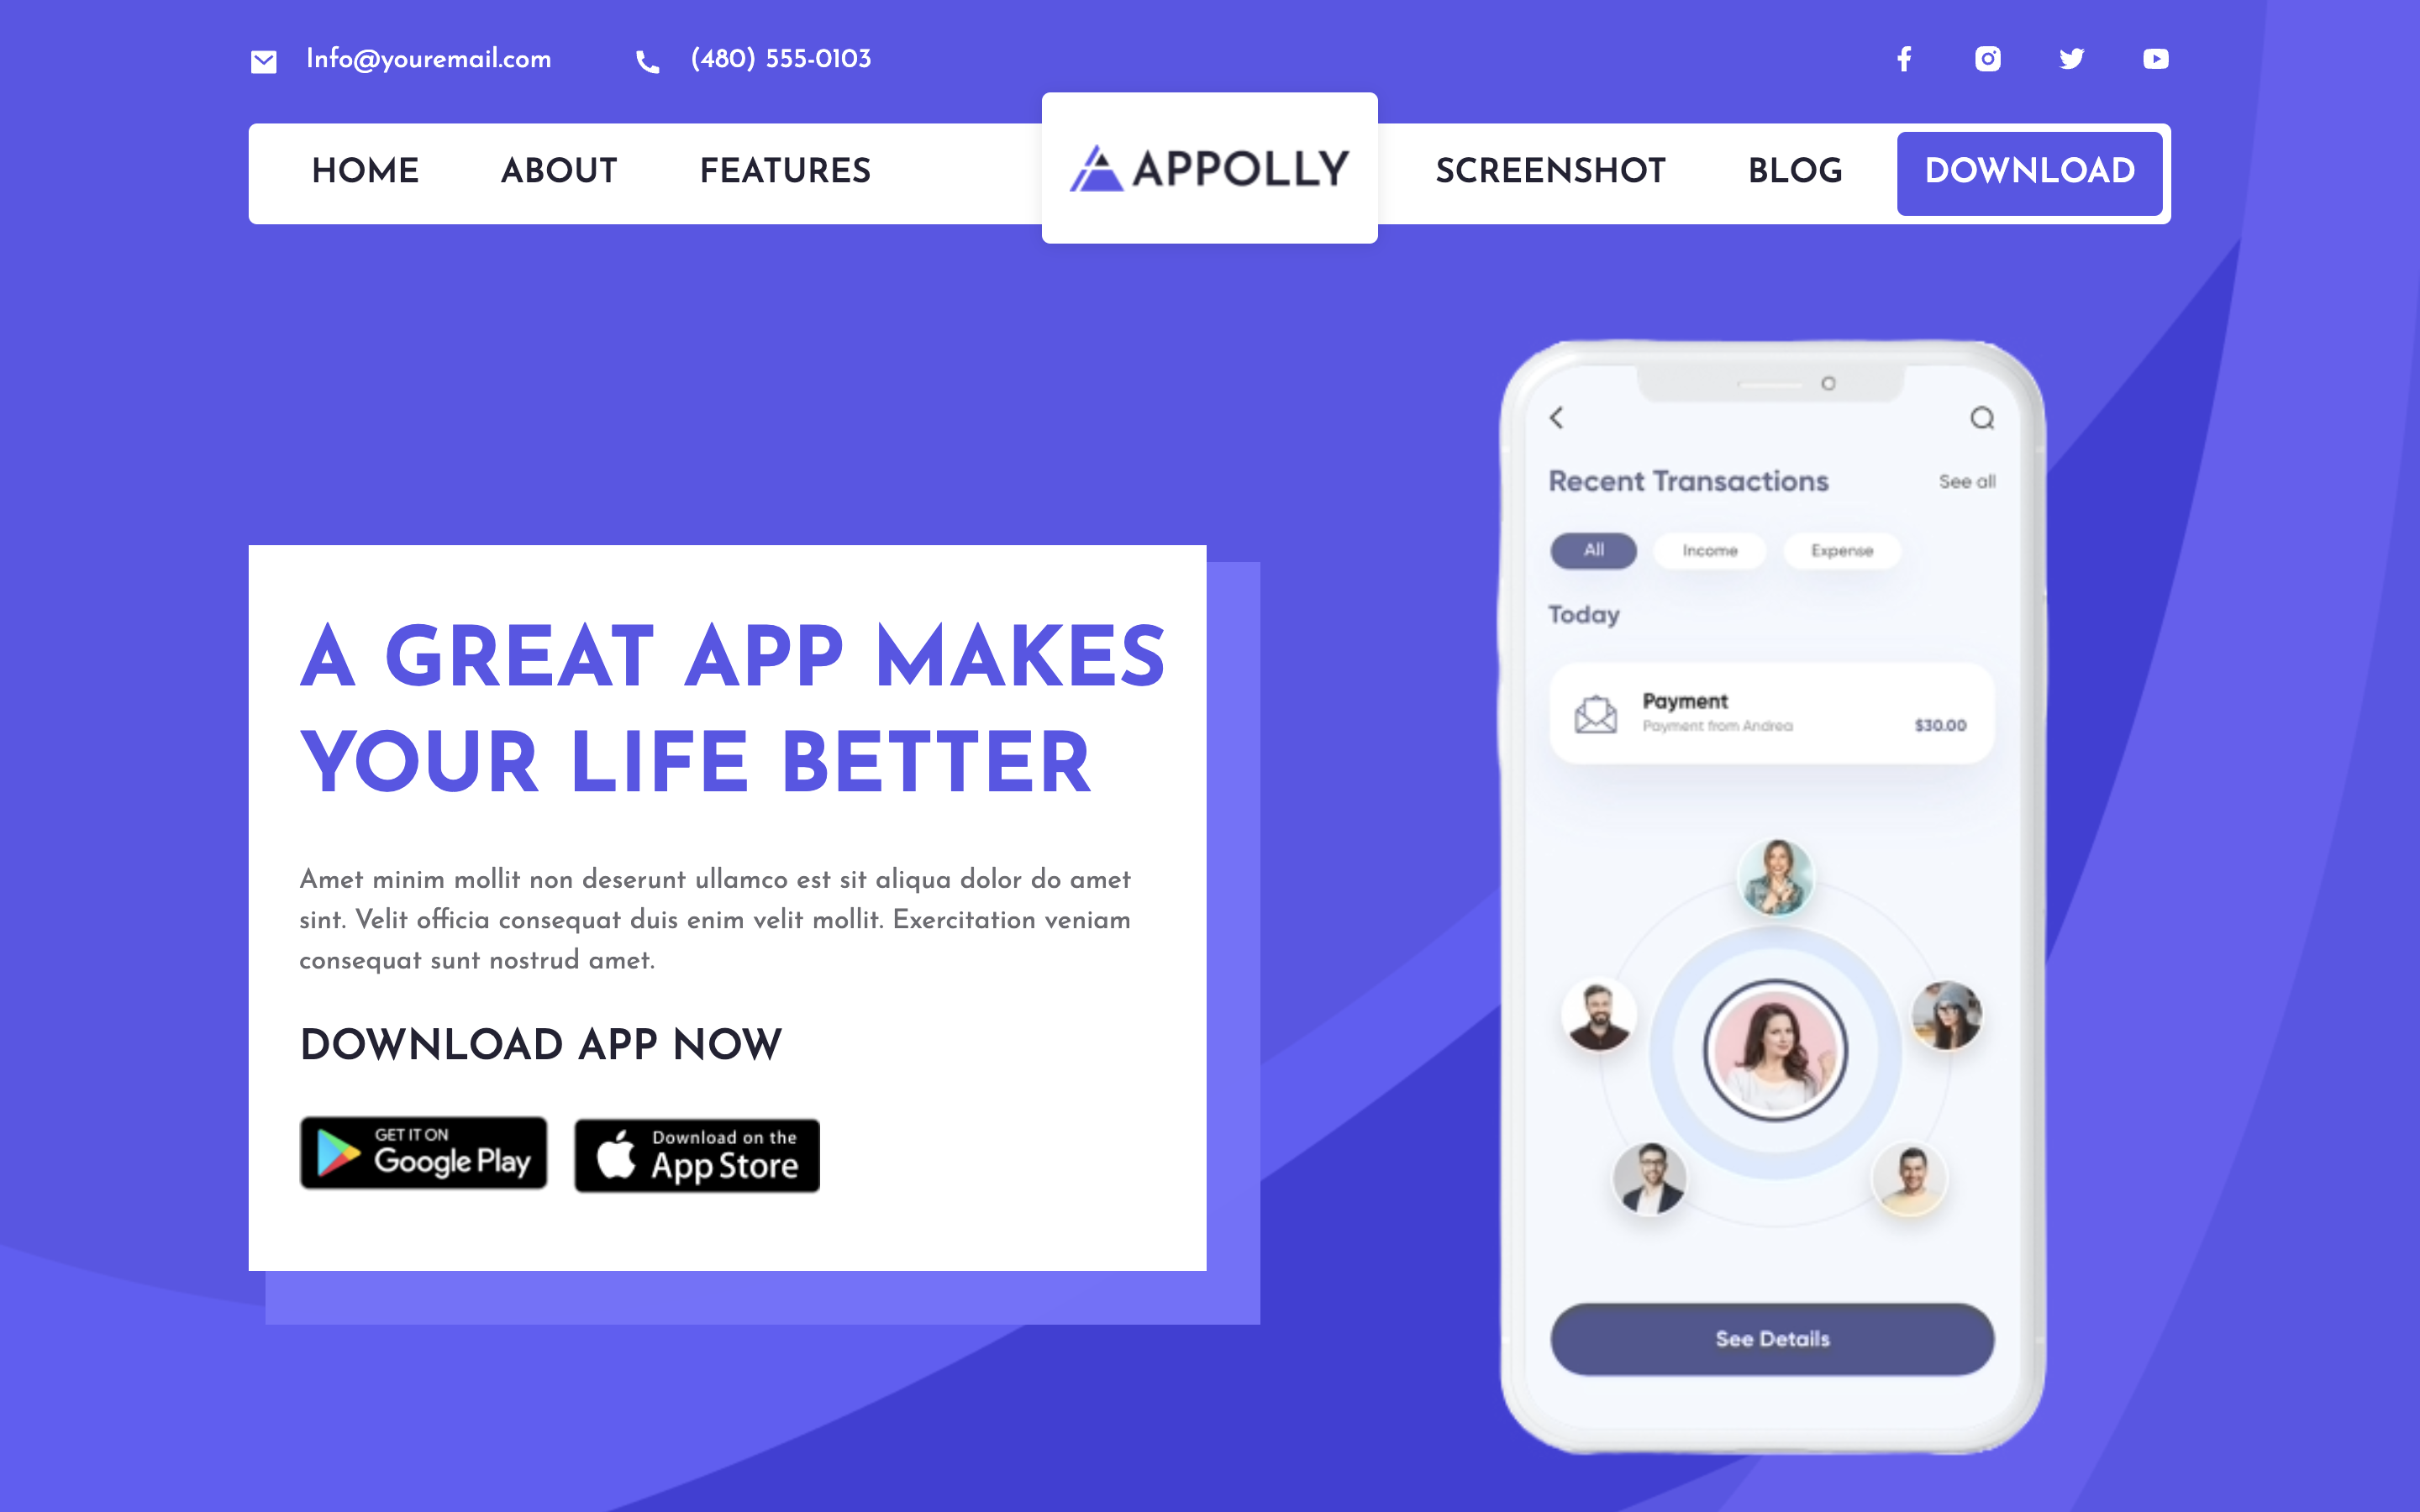 Info@youremail.com
(480) 555-0103
HOME
ABOUT
FEATURES
APPOLLY
SCREENSHOT
BLOG
DOWNLOAD
A GREAT APP MAKES
YOUR LIFE BETTER
Amet minim mollit non deserunt ullamco est sit aliqua dolor do amet
sint. Velit officia consequat duis enim velit mollit. Exercitation veniam
consequat sunt nostrud amet.
DOWNLOAD APP NOW
GET IT ON
Google Play
Download on the
App Store
Recent Transactions
See all
All
Income
Expense
Today
Payment
Payment from Andrea
$30.00
See Details